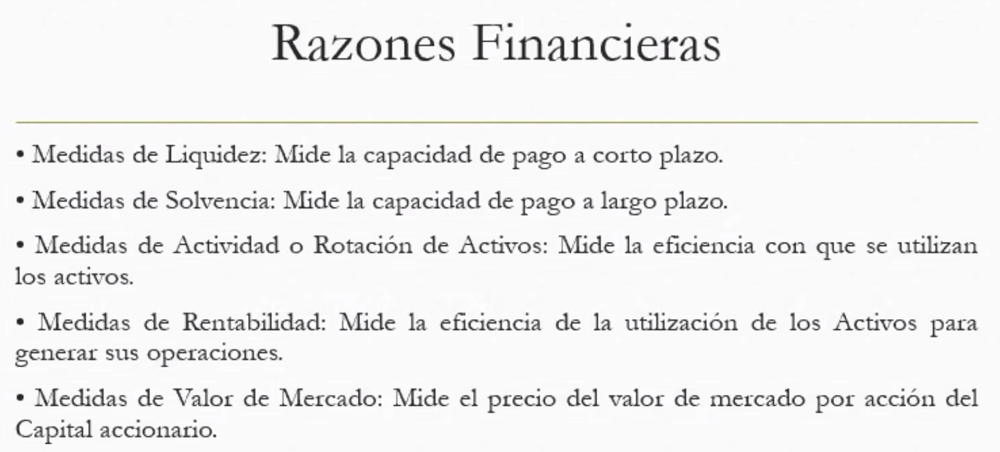 Razones Financieras
• Medidas de Liquidez: Mide la capacidad de pago a corto plazo.
• Medidas de Solvencia: Mide la capacidad de pago a largo plazo.
• Medidas de Actividad o Rotación de Activos: Mide la eficiencia con que se utilizan
los activos.
• Medidas de Rentabilidad: Mide la eficiencia de la utilización de los Activos para
generar sus operaciones.
• Medidas de Valor de Mercado: Mide el precio del valor de mercado por acción del
Capital accionario.